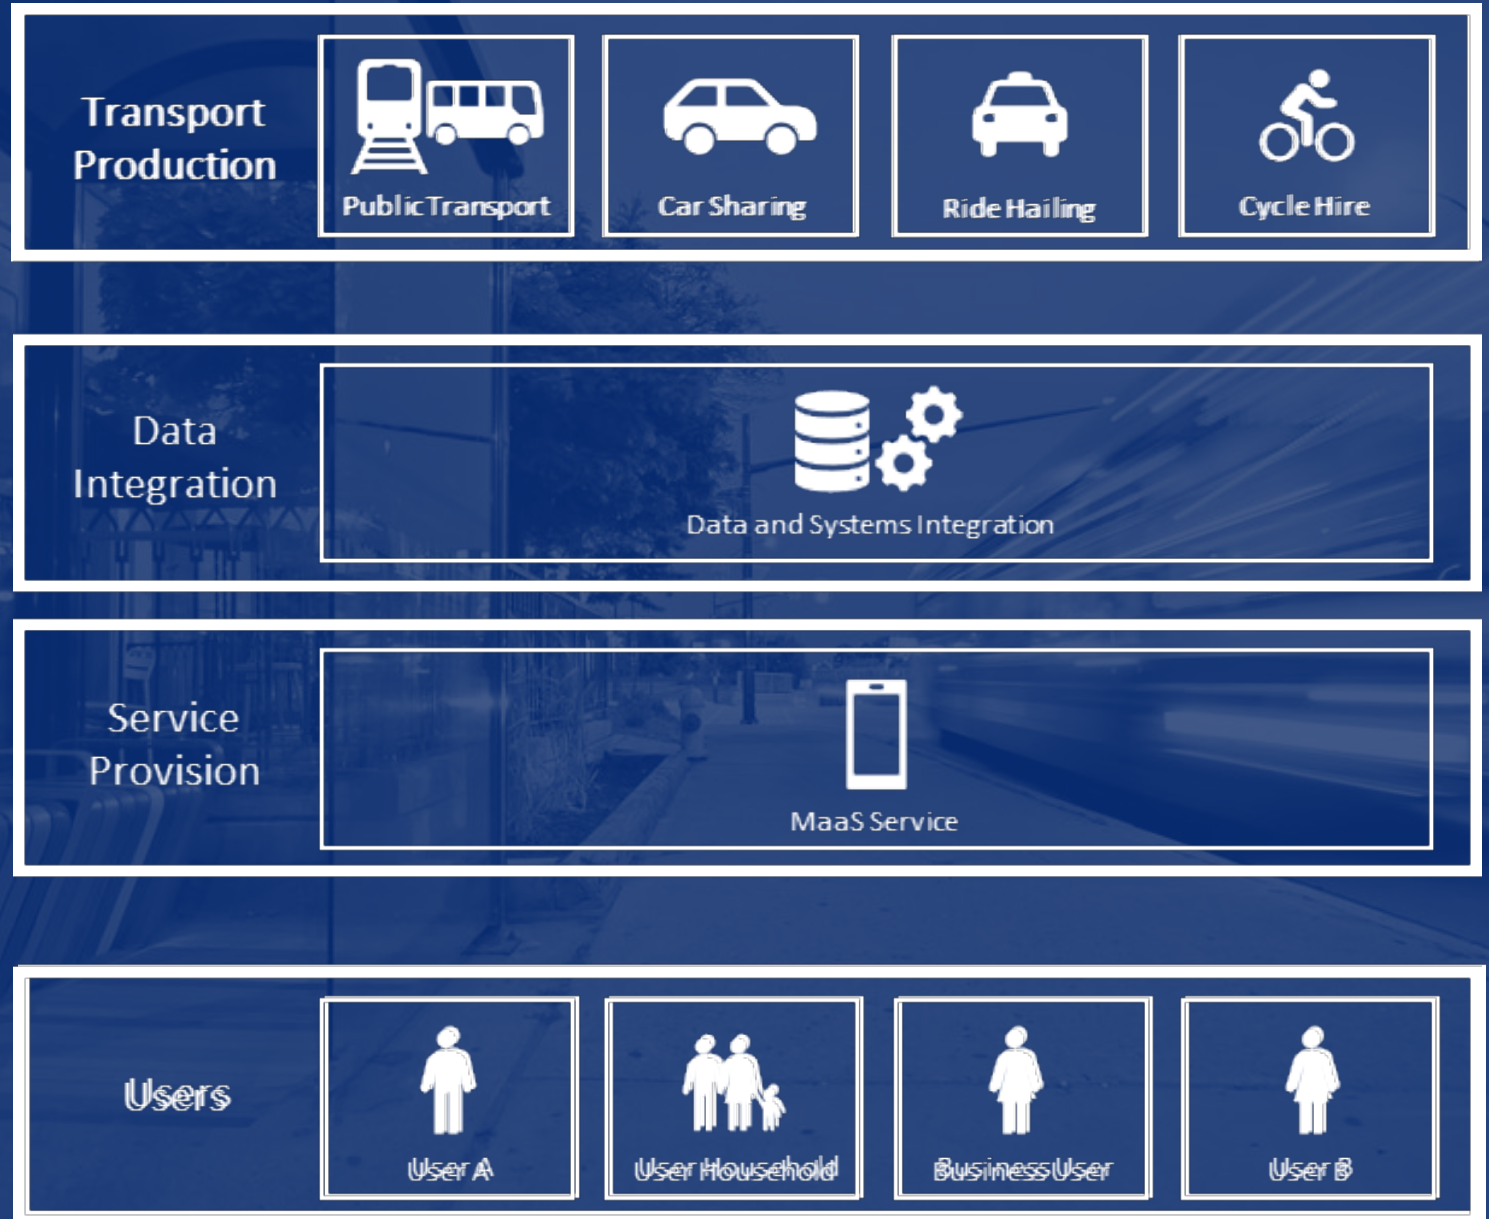 Transport
Production
Public Transport
Car Sharing
Ride Hailing
Cycle Hire
Data
Integration
Data and Systems Integration
Service
Provision
MaaS Service
Users
User A
User Household
Business User
User B